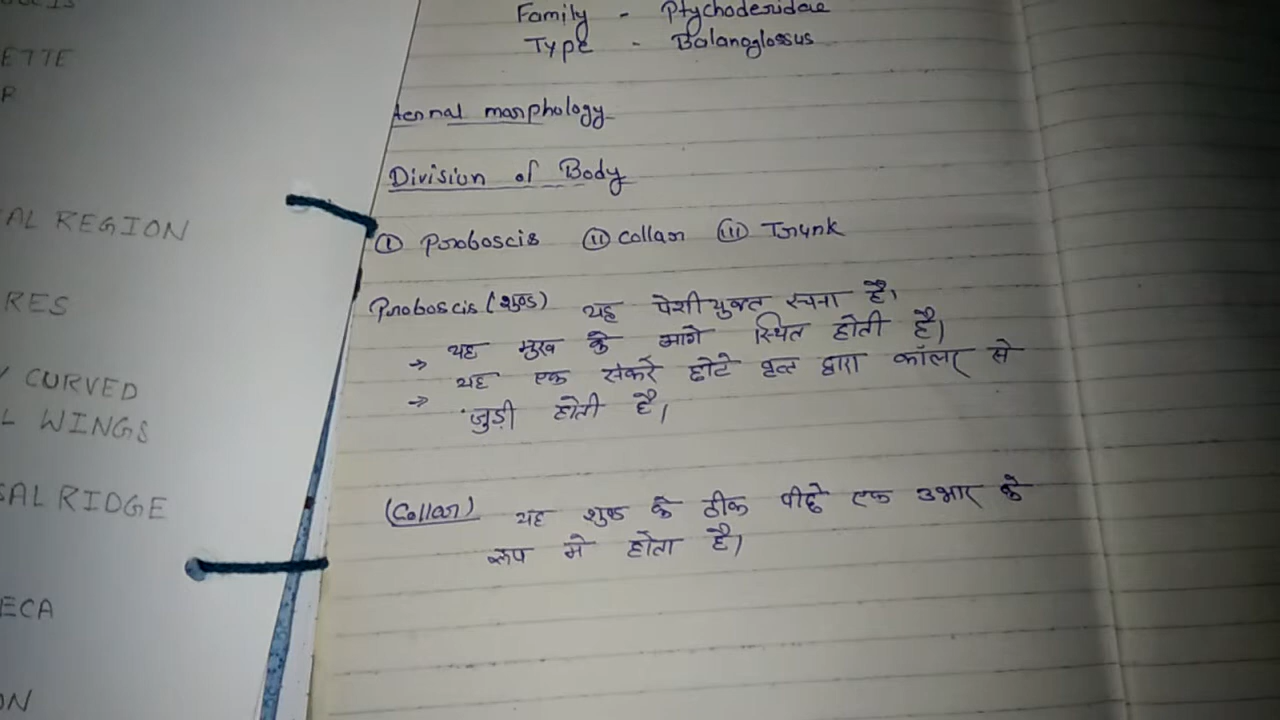 ETTE
R
AL REGION
RES
CURVED
L WINGS
SAL RIDGE
ECA
ON
Family - Ptychoderidae
Type - Balanoglossus
ternal morphology
Division of Body
(i) Proboscis (ii) Collar (iii) Trunk
Proboscis (शुण्ड) यह पेशीयुक्त रचना है।
→ यह मुख के आगे स्थित होती है।
→ यह एक संकरे छोटे वृन्त द्वारा कॉलर से
जुड़ी होती है।
(Collar) यह शुण्ड के ठीक पीछे एक उभार के
रूप मे होता है।